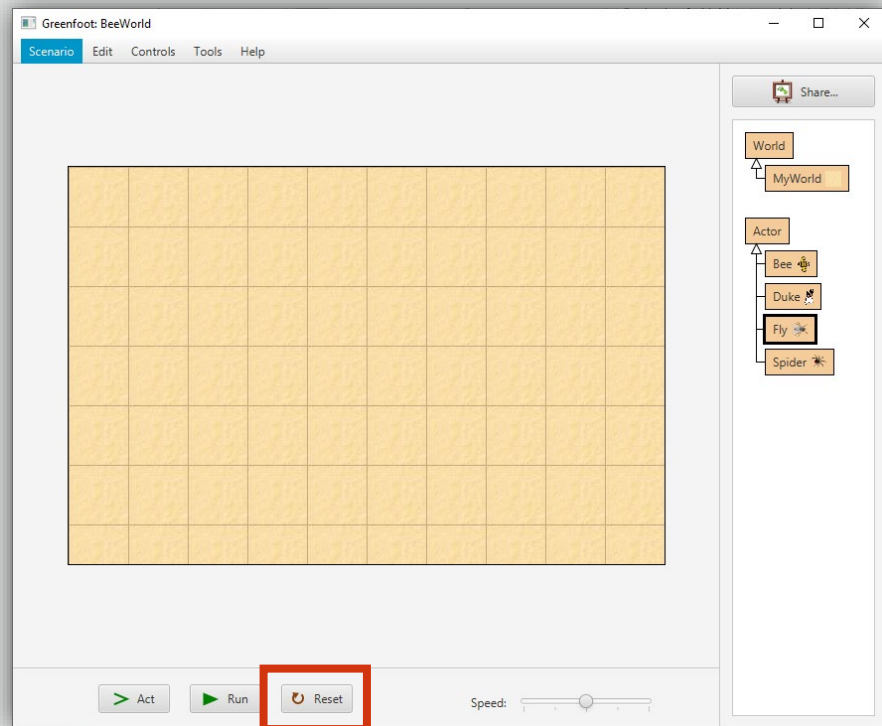 Greenfoot: BeeWorld
Scenario Edit Controls Tools Help
Share...
World
MyWorld
Actor
Bee
Duke
Fly
Spider
Act Run Reset Speed: